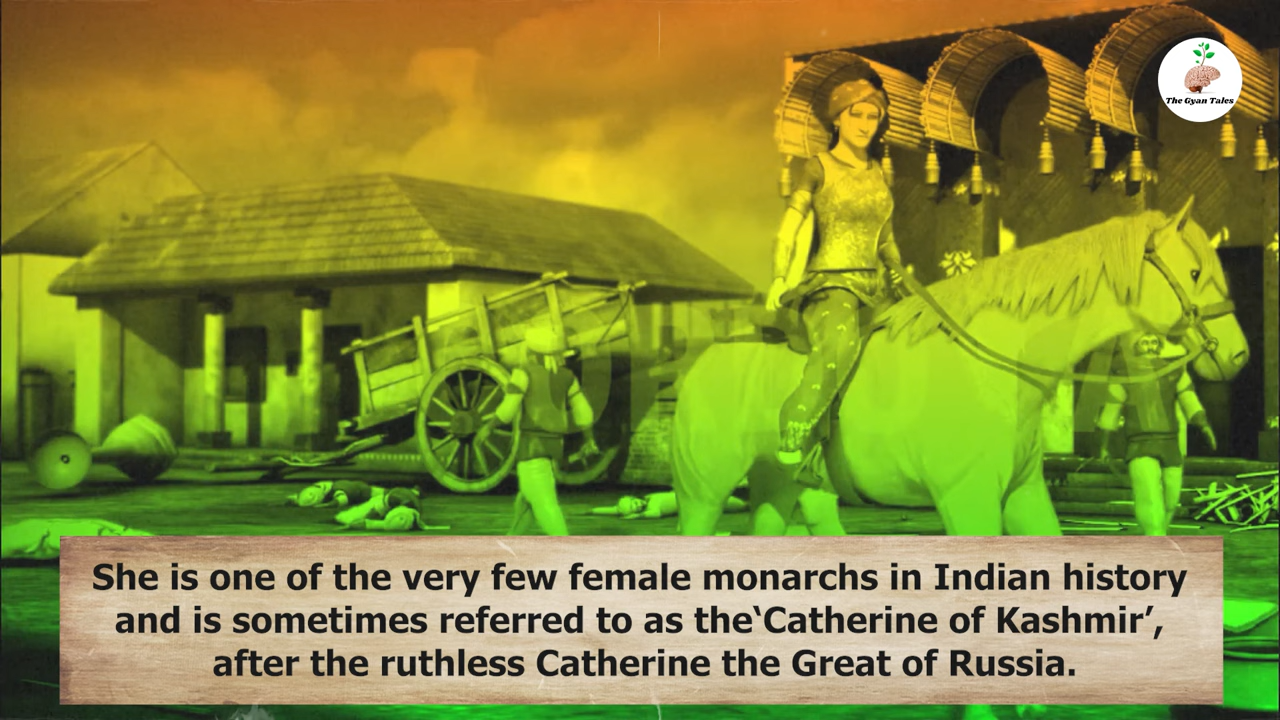 The Gyan Tales
She is one of the very few female monarchs in Indian history
and is sometimes referred to as the‘Catherine of Kashmir’,
after the ruthless Catherine the Great of Russia.